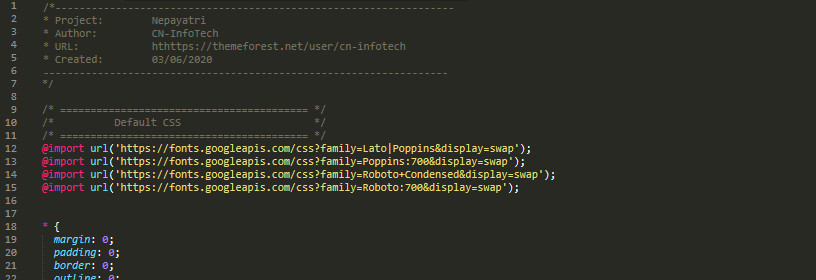 1 /*------------------------------------------------------------------
2 * Project: Nepayatri
3 * Author: CN-InfoTech
4 * URL: hthttps://themeforest.net/user/cn-infotech
5 * Created: 03/06/2020
6 -------------------------------------------------------------------
7 */
8
9 /* ========================================= */
10 /* Default CSS */
11 /* ========================================= */
12 @import url('https://fonts.googleapis.com/css?family=Lato|Poppins&display=swap');
13 @import url('https://fonts.googleapis.com/css?family=Poppins:700&display=swap');
14 @import url('https://fonts.googleapis.com/css?family=Roboto+Condensed&display=swap');
15 @import url('https://fonts.googleapis.com/css?family=Roboto:700&display=swap');
16
17
18 * {
19 margin: 0;
20 padding: 0;
21 border: 0;
22 outline: 0;